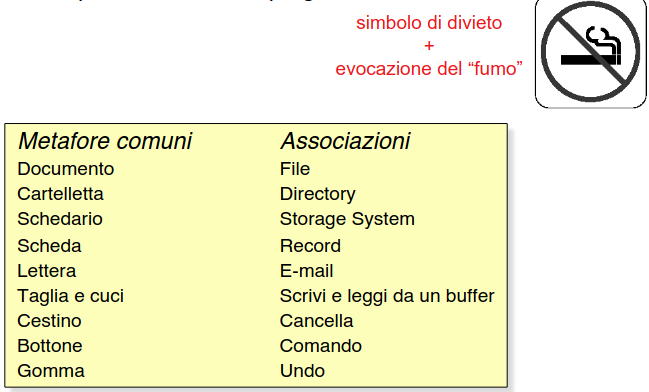 simbolo di divieto
+
evocazione del “fumo”
Metafore comuni Associazioni
Documento File
Cartelletta Directory
Schedario Storage System
Scheda Record
Lettera E-mail
Taglia e cuci Scrivi e leggi da un buffer
Cestino Cancella
Bottone Comando
Gomma Undo